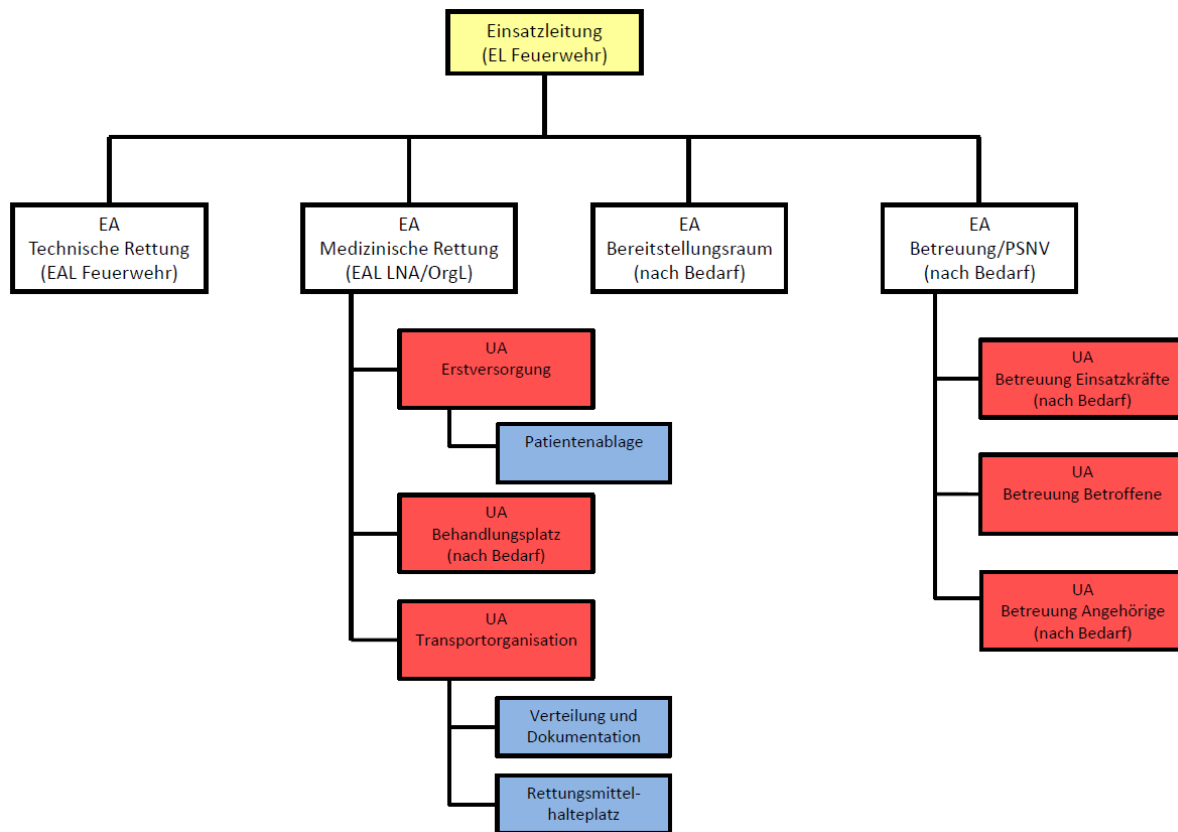 Einsatzleitung
(EL Feuerwehr)
EA
Technische Rettung
(EAL Feuerwehr)
EA
Medizinische Rettung
(EAL LNA/OrgL)
EA
Bereitstellungsraum
(nach Bedarf)
EA
Betreuung/PSNV
(nach Bedarf)
UA
Erstversorgung
Patientenablage
UA
Behandlungsplatz
(nach Bedarf)
UA
Transportorganisation
Verteilung und
Dokumentation
Rettungsmittel-
halteplatz
UA
Betreuung Einsatzkräfte
(nach Bedarf)
UA
Betreuung Betroffene
UA
Betreuung Angehörige
(nach Bedarf)